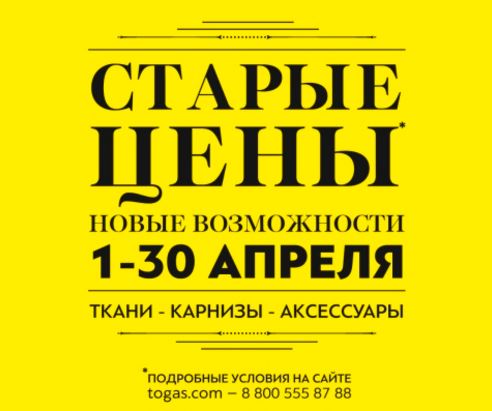 СТАРЫЕ
ЦЕНЫ*
НОВЫЕ ВОЗМОЖНОСТИ
1-30 АПРЕЛЯ
ТКАНИ - КАРНИЗЫ - АКСЕССУАРЫ
*ПОДРОБНЫЕ УСЛОВИЯ НА САЙТЕ
togas.com – 8 800 555 87 88